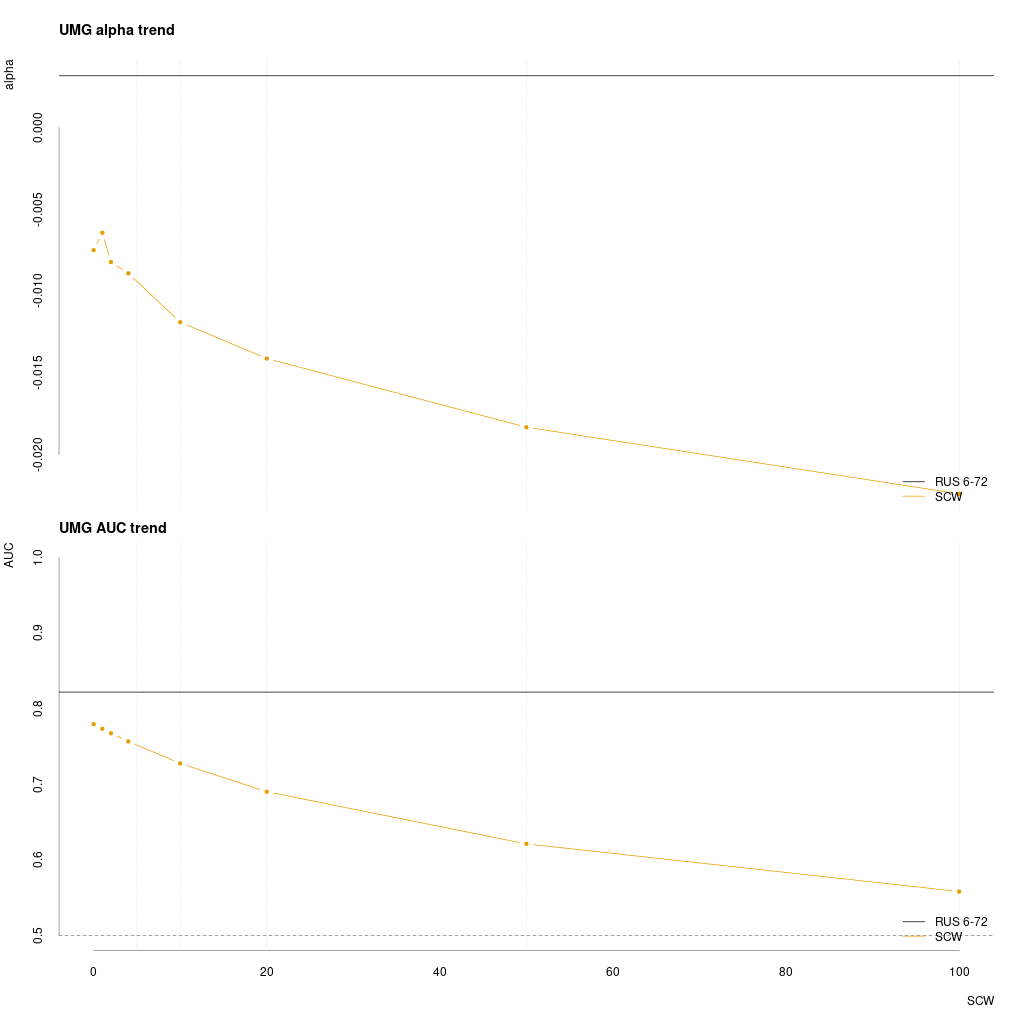 UMG alpha trend
alpha
0.000
-0.005
-0.010
-0.015
-0.020
RUS 6-72
SCW
UMG AUC trend
AUC
1.0
0.9
0.8
0.7
0.6
0.5
RUS 6-72
SCW
0 20 40 60 80 100
SCW